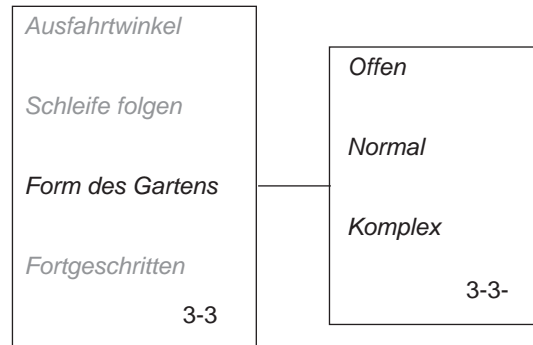 Ausfahrtwinkel
Schleife folgen
Form des Gartens
Fortgeschritten
3-3
Offen
Normal
Komplex
3-3-